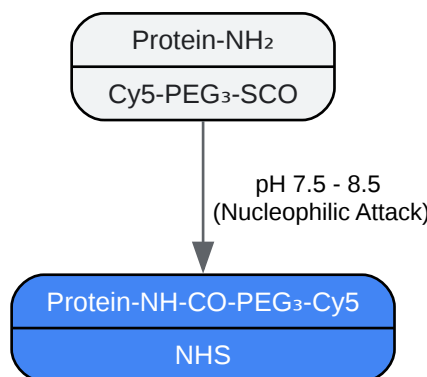 Protein-NH₂
Cy5-PEG₃-SCO
pH 7.5 - 8.5
(Nucleophilic Attack)
Protein-NH-CO-PEG₃-Cy5
NHS